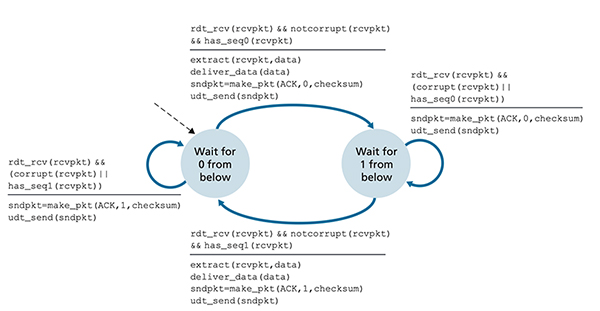 rdt_rcv(rcvpkt) && notcorrupt(rcvpkt)
&& has_seq0(rcvpkt)
extract(rcvpkt,data)
deliver_data(data)
sndpkt=make_pkt(ACK,0,checksum)
udt_send(sndpkt)
rdt_rcv(rcvpkt) &&
(corrupt(rcvpkt)||
has_seq0(rcvpkt))
sndpkt=make_pkt(ACK,0,checksum)
udt_send(sndpkt)
Wait for
0 from
below
Wait for
1 from
below
rdt_rcv(rcvpkt) &&
(corrupt(rcvpkt)||
has_seq1(rcvpkt))
sndpkt=make_pkt(ACK,1,checksum)
udt_send(sndpkt)
rdt_rcv(rcvpkt) && notcorrupt(rcvpkt)
&& has_seq1(rcvpkt)
extract(rcvpkt,data)
deliver_data(data)
sndpkt=make_pkt(ACK,1,checksum)
udt_send(sndpkt)